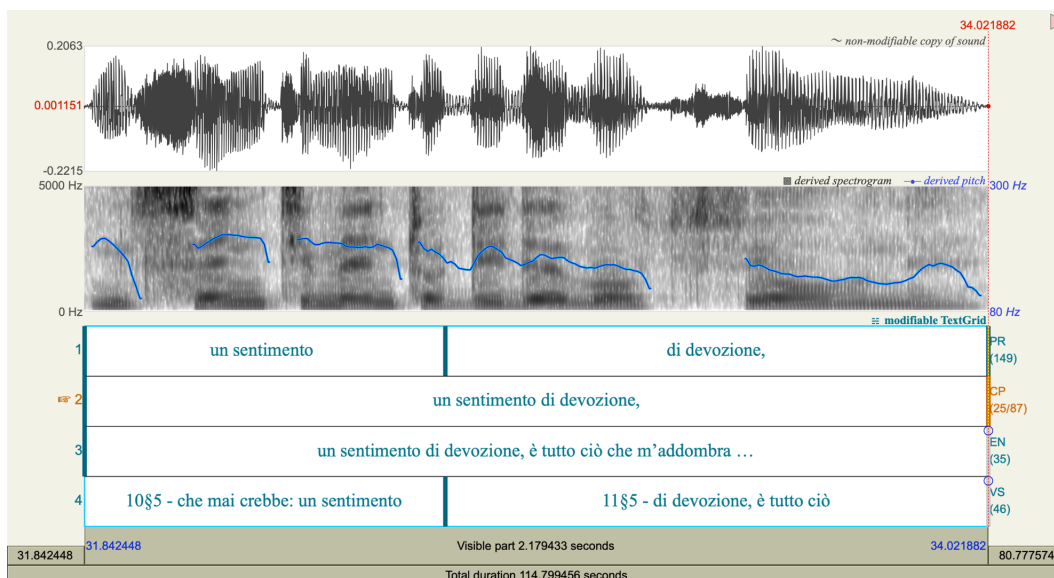 34.021882
0.2063
~ non-modifiable copy of sound
0.001151
-0.2215
5000 Hz
derived spectrogram derived pitch
300 Hz
0 Hz
80 Hz
modifiable TextGrid
1 un sentimento di devozione, PR (149)
2 un sentimento di devozione, CP (25/87)
3 un sentimento di devozione, è tutto ciò che m’addombra … EN (35)
4 10§5 - che mai crebbe: un sentimento 11§5 - di devozione, è tutto ciò VS (46)
31.842448 Visible part 2.179433 seconds 34.021882
31.842448 80.777574
Total duration 114.799456 seconds